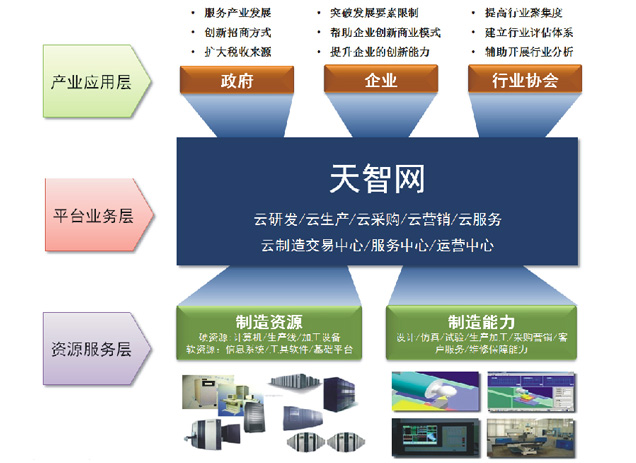 • 服务产业发展
• 创新招商方式
• 扩大税收来源
• 突破发展要素限制
• 帮助企业创新商业模式
• 提升企业的创新能力
• 提高行业聚集度
• 建立行业评估体系
• 辅助开展行业分析
产业应用层
政府
企业
行业协会
平台业务层
天智网
云研发/云生产/云采购/云营销/云服务
云制造交易中心/服务中心/运营中心
资源服务层
制造资源
硬资源: 计算机/生产线/加工设备
软资源：信息系统/工具软件/基础平台
制造能力
设计/仿真/试验/生产加工/采购营销/客
户服务/维修保障能力